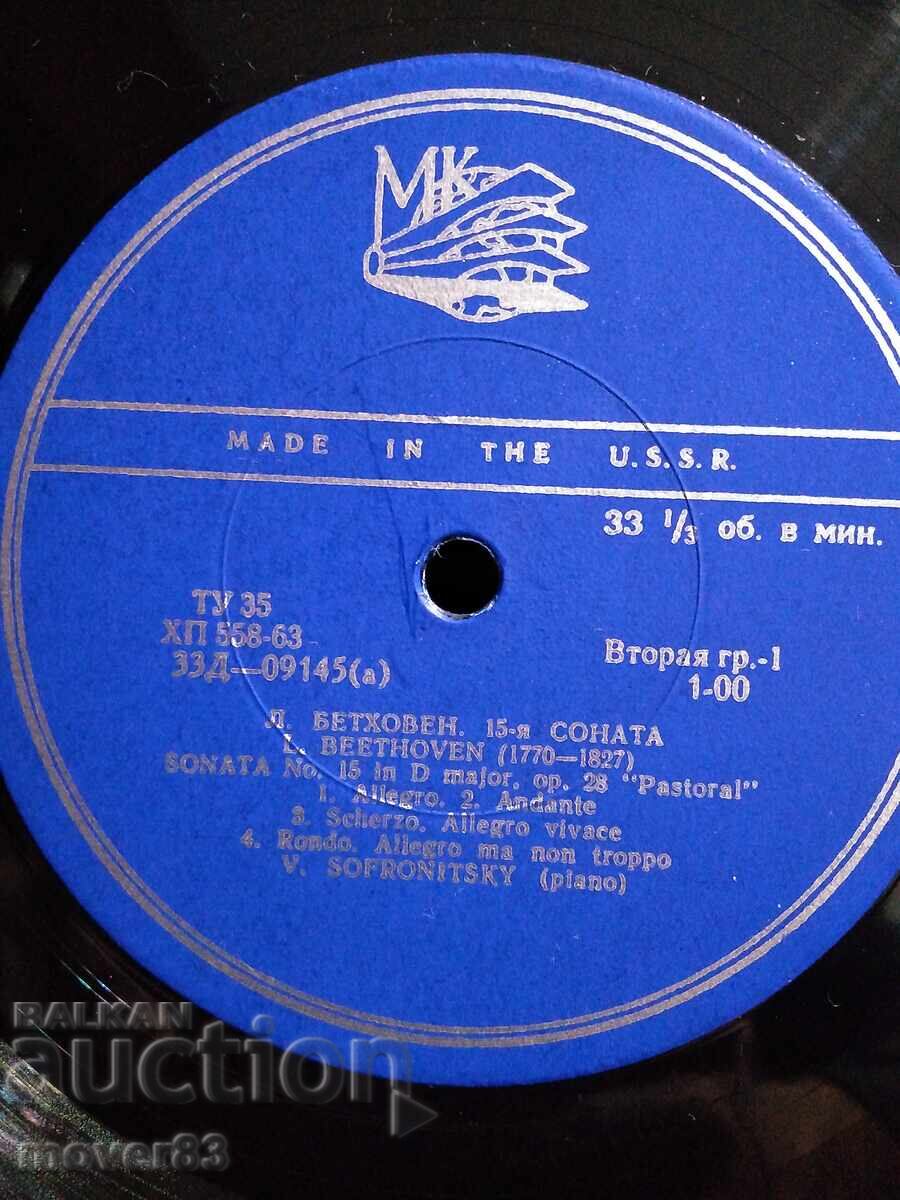 МК
MADE IN THE U.S.S.R.
33 1/3 об. в мин.
ТУ 35
ХП 558-63
33Д—09145(а)
Вторая гр.-1
1-00
Л. БЕТХОВЕН. 15-я СОНАТА
L. BEETHOVEN (1770—1827)
SONATA No. 15 in D major, op. 28 "Pastoral"
1. Allegro. 2. Andante
3. Scherzo. Allegro vivace
4. Rondo. Allegro ma non troppo
V. SOFRONITSKY (piano)
BALKAN
auction
mover83